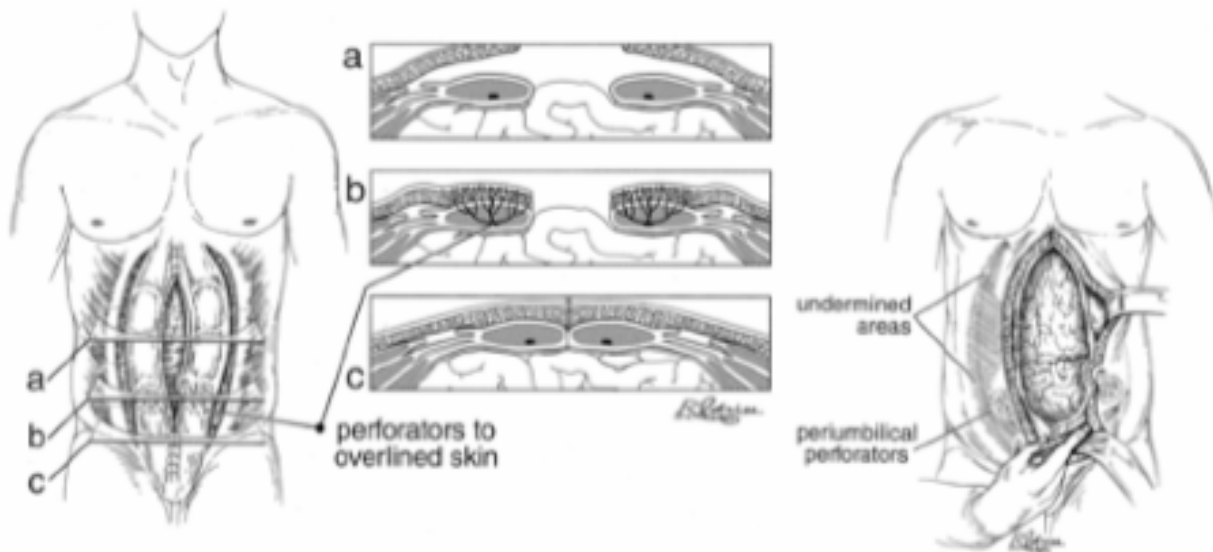 a
b
c
a
b
c
perforators to
overlined skin
undermined
areas
periumbilical
perforators